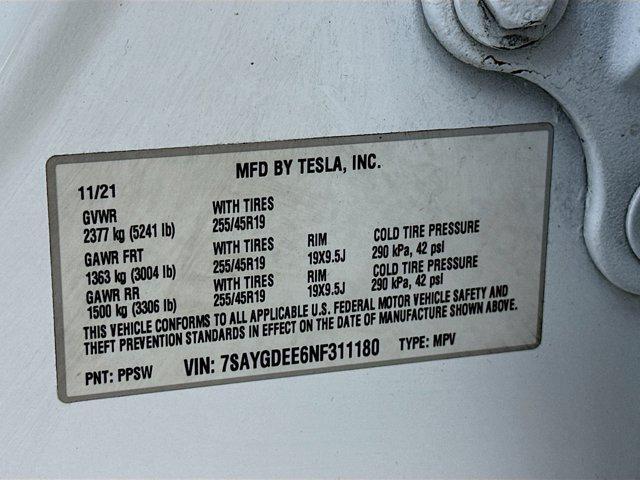 MFD BY TESLA, INC.
11/21
GVWR WITH TIRES
2377 kg (5241 lb) 255/45R19
GAWR FRT WITH TIRES RIM COLD TIRE PRESSURE
1363 kg (3004 lb) 255/45R19 19X9.5J 290 kPa, 42 psi
GAWR RR WITH TIRES RIM COLD TIRE PRESSURE
1500 kg (3306 lb) 255/45R19 19X9.5J 290 kPa, 42 psi
THIS VEHICLE CONFORMS TO ALL APPLICABLE U.S. FEDERAL MOTOR VEHICLE SAFETY AND
THEFT PREVENTION STANDARDS IN EFFECT ON THE DATE OF MANUFACTURE SHOWN ABOVE.
PNT: PPSW VIN: 7SAYGDEE6NF311180 TYPE: MPV